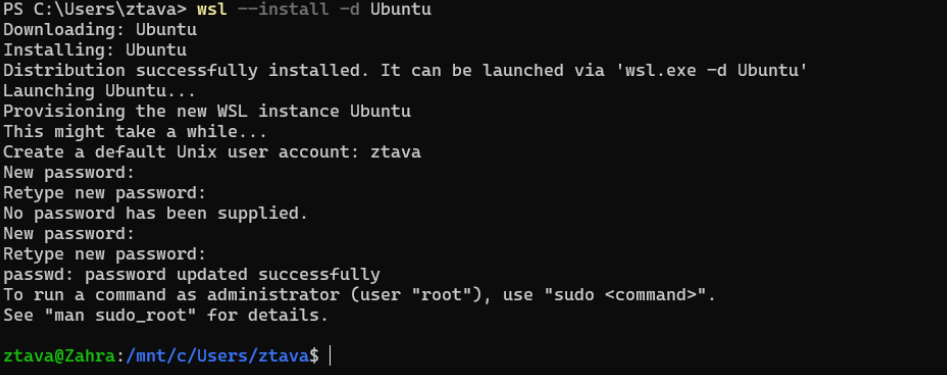 PS C:\Users\ztava> wsl --install -d Ubuntu
Downloading: Ubuntu
Installing: Ubuntu
Distribution successfully installed. It can be launched via 'wsl.exe -d Ubuntu'
Launching Ubuntu...
Provisioning the new WSL instance Ubuntu
This might take a while...
Create a default Unix user account: ztava
New password:
Retype new password:
No password has been supplied.
New password:
Retype new password:
passwd: password updated successfully
To run a command as administrator (user "root"), use "sudo <command>".
See "man sudo_root" for details.
ztava@Zahra:/mnt/c/Users/ztava$